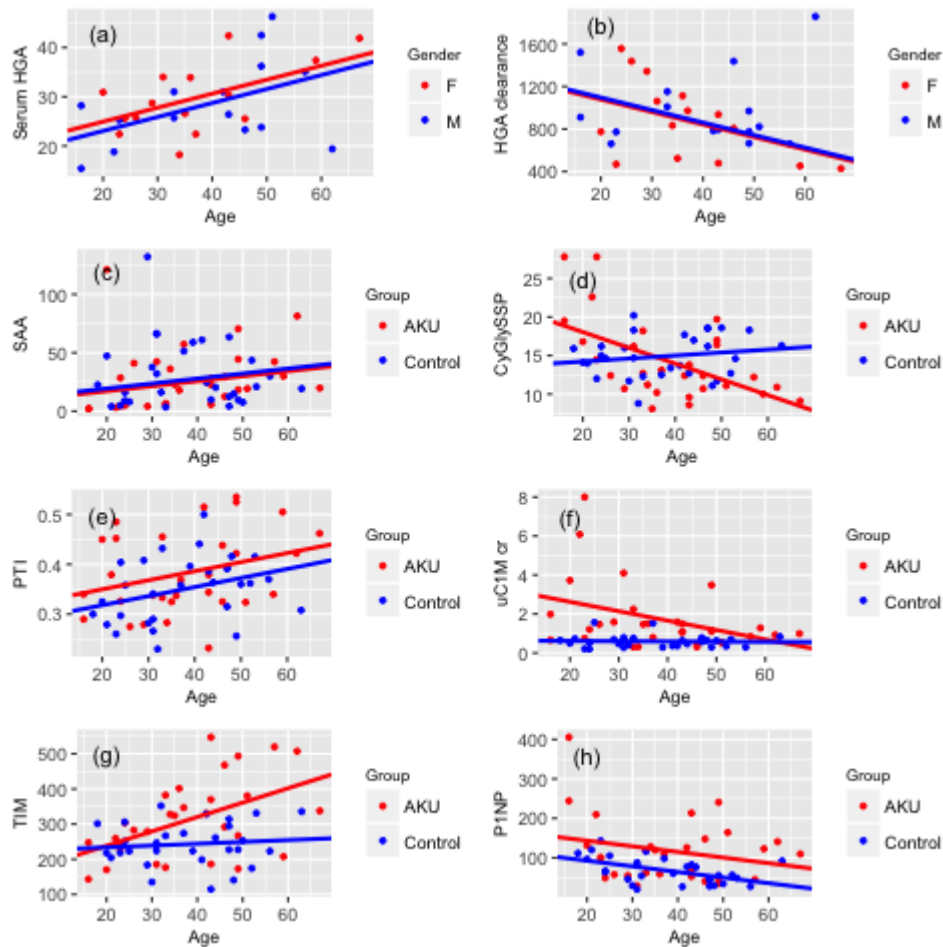 (a)
Serum HGA
40
30
20
20 30 40 50 60
Age
Gender
F
M
(b)
HGA clearance
1600
1200
800
400
20 30 40 50 60
Age
Gender
F
M
(c)
SAA
100
50
0
20 30 40 50 60
Age
Group
AKU
Control
(d)
CyGlySSP
25
20
15
10
20 30 40 50 60
Age
Group
AKU
Control
(e)
PTI
0.5
0.4
0.3
20 30 40 50 60
Age
Group
AKU
Control
(f)
uC1M cr
8
6
4
2
0
20 30 40 50 60
Age
Group
AKU
Control
(g)
TIM
500
400
300
200
100
20 30 40 50 60
Age
Group
AKU
Control
(h)
P1NP
400
300
200
100
20 30 40 50 60
Age
Group
AKU
Control